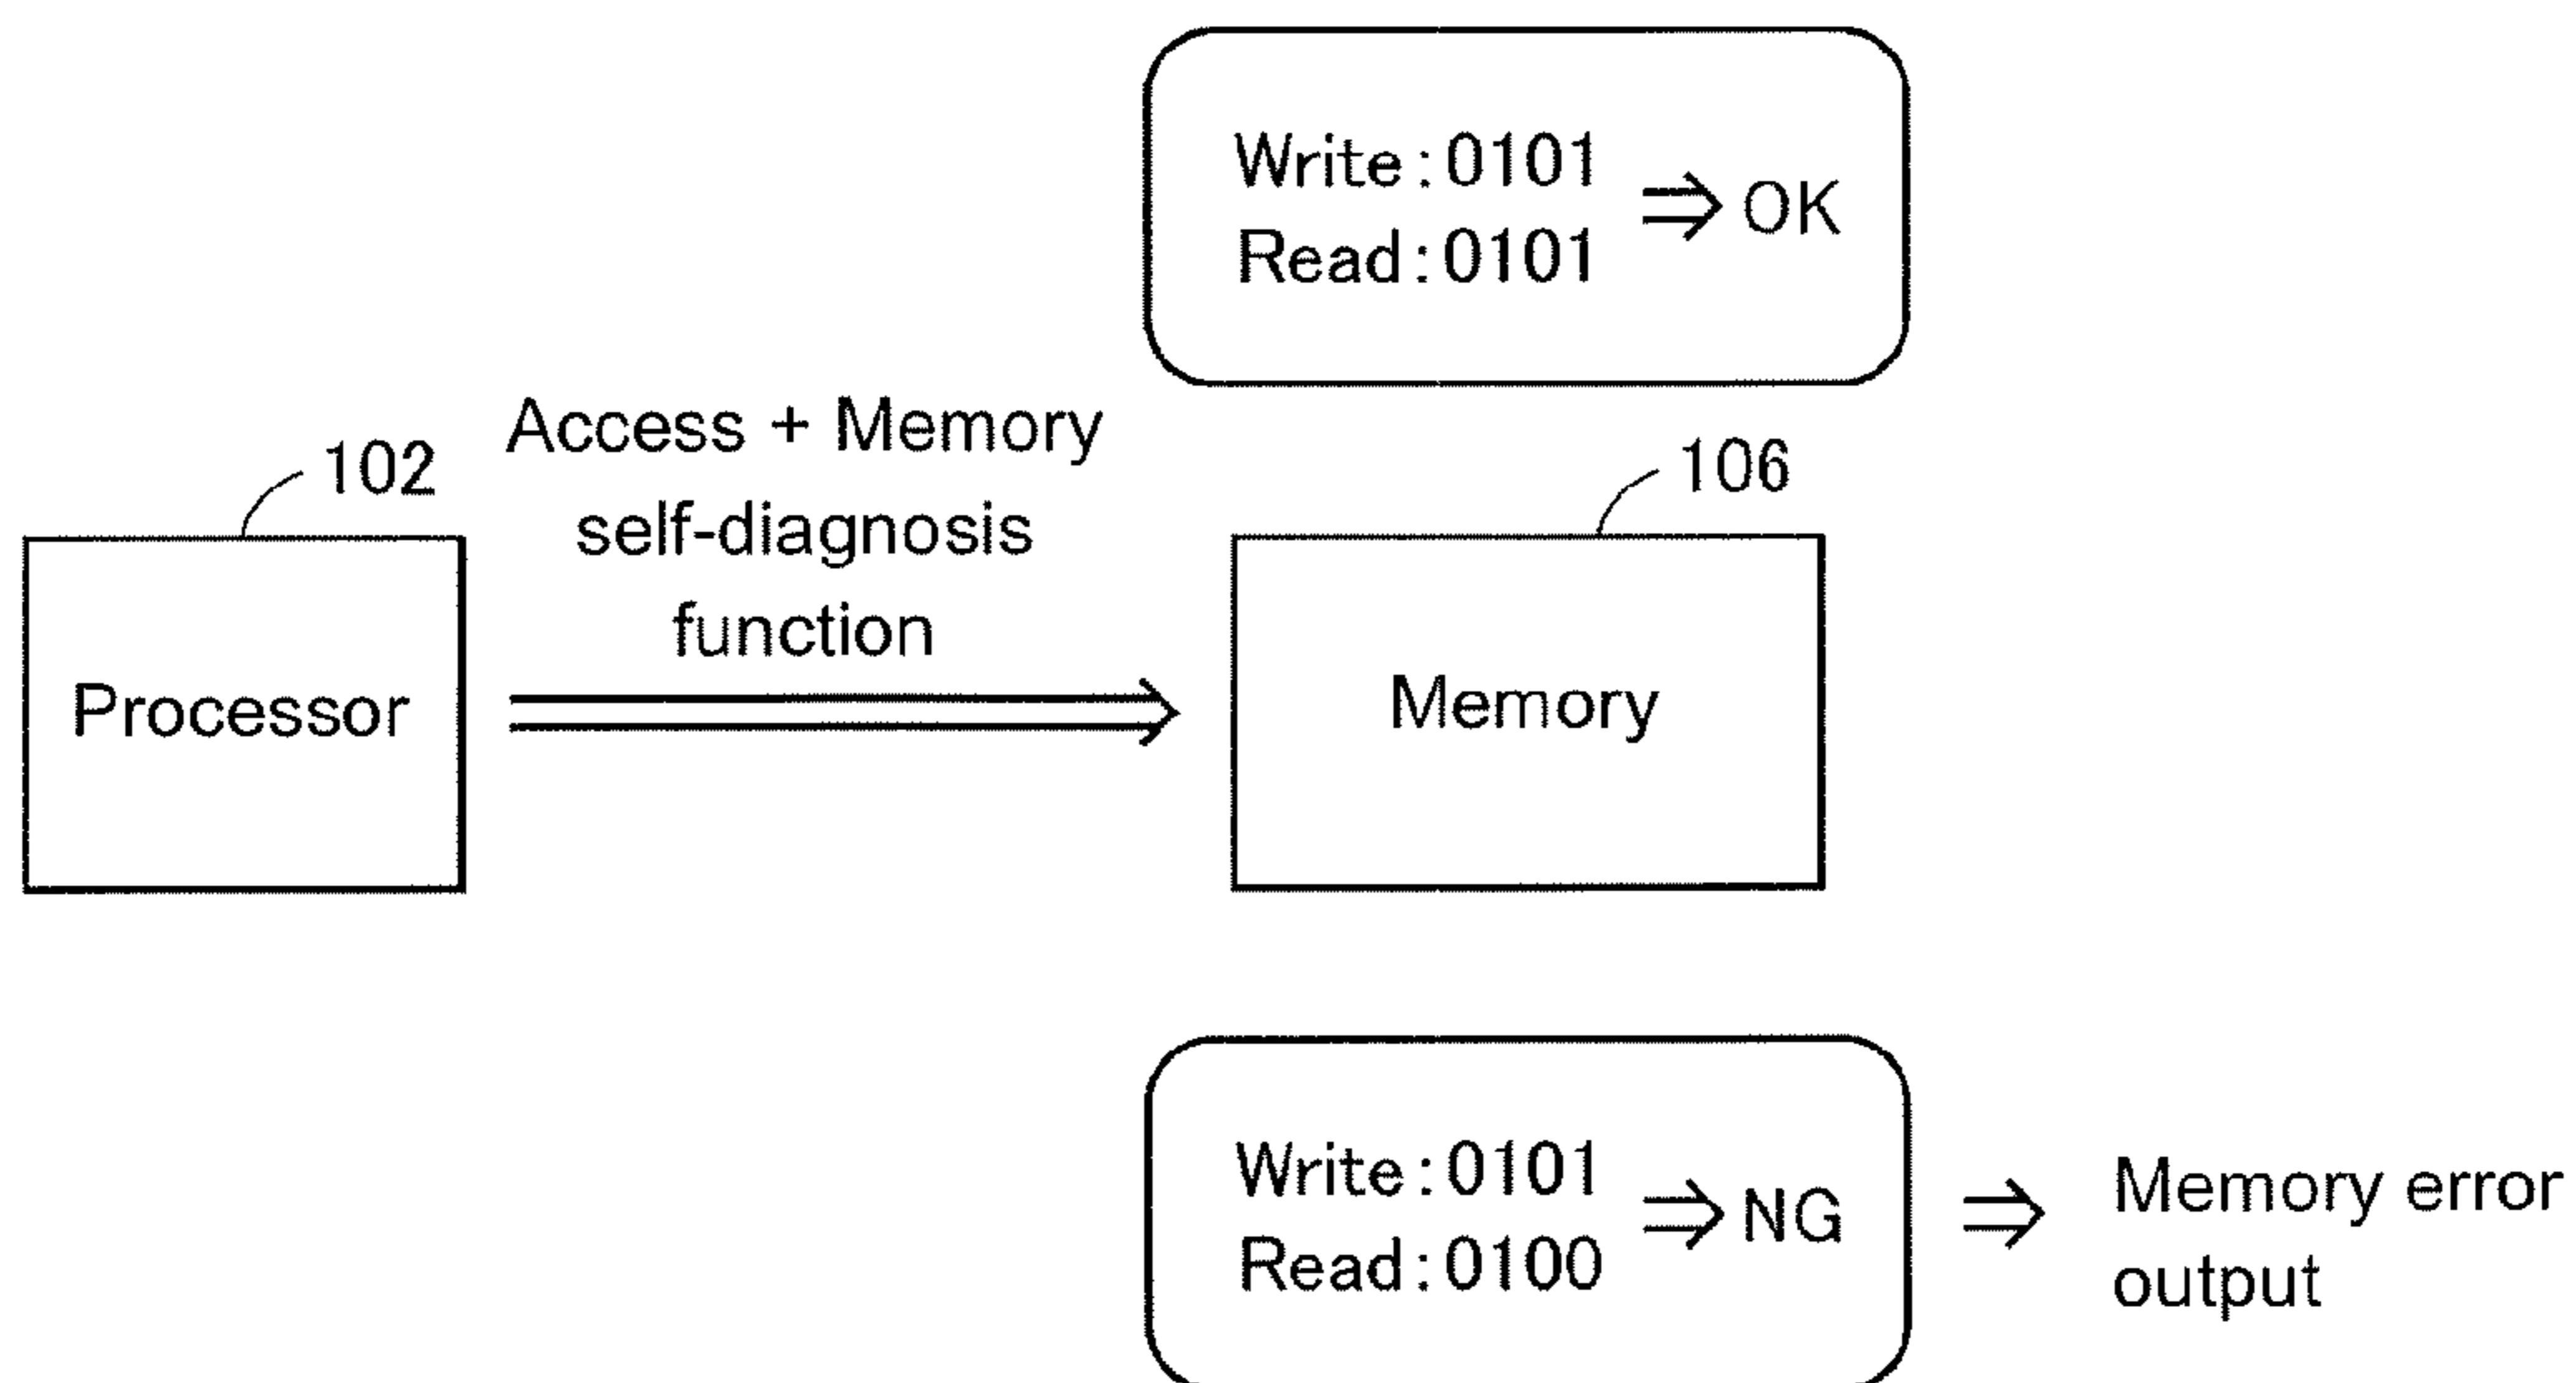 Write:0101
Read:0101
⇒ OK
Access + Memory
self-diagnosis
function
102
Processor
106
Memory
Write:0101
Read:0100
⇒ NG
⇒ Memory error
output